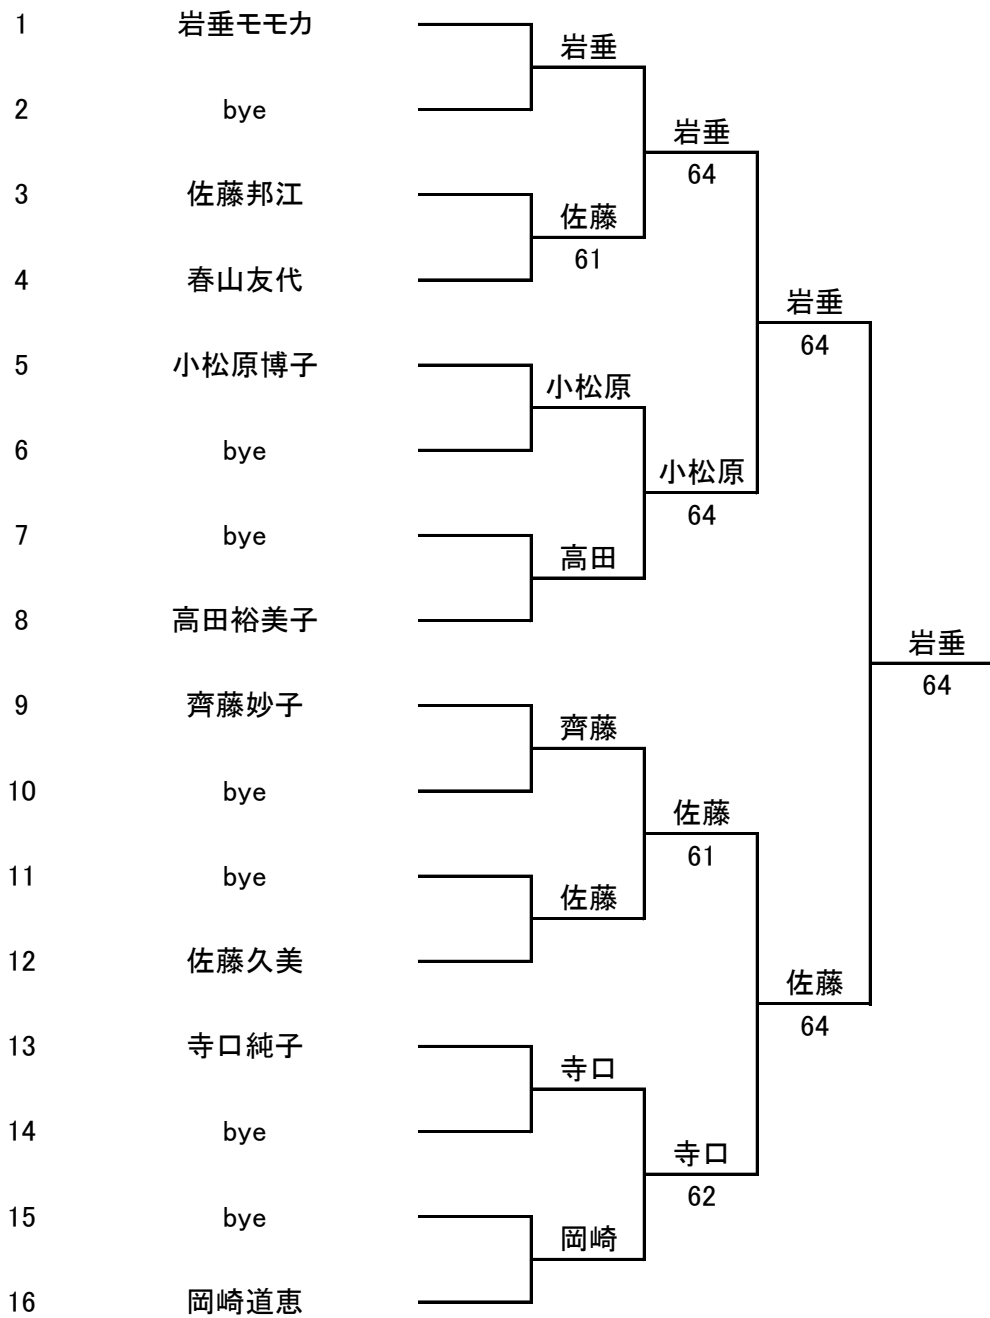 1 岩垂モモカ
岩垂
2 bye
岩垂
64
3 佐藤邦江
佐藤
61
4 春山友代
岩垂
64
5 小松原博子
小松原
6 bye
小松原
64
7 bye
高田
8 高田裕美子
岩垂
64
9 齊藤妙子
齊藤
10 bye
佐藤
61
11 bye
佐藤
12 佐藤久美
佐藤
64
13 寺口純子
寺口
14 bye
寺口
62
15 bye
岡崎
16 岡崎道恵